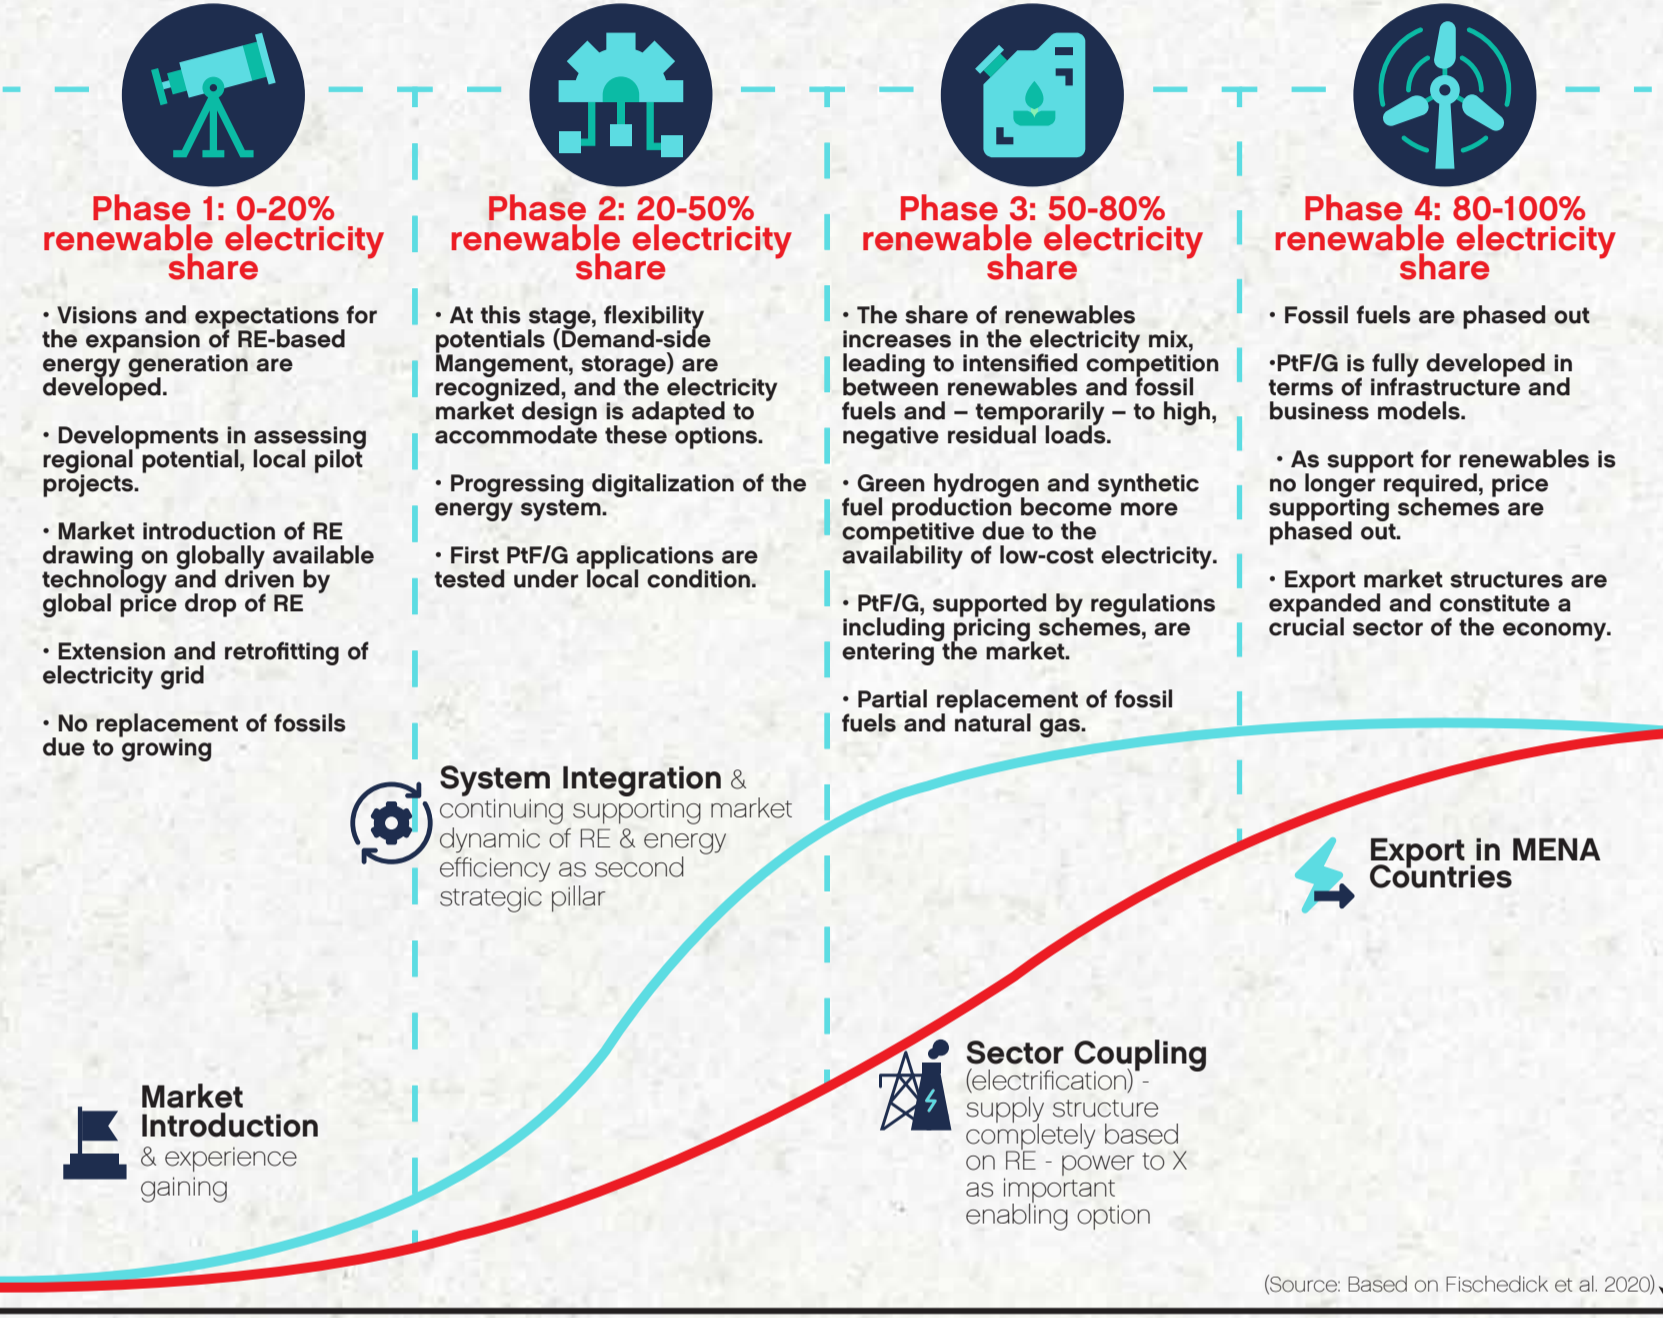 Phase 1: 0-20%
renewable electricity
share
• Visions and expectations for
the expansion of RE-based
energy generation are
developed.
• Developments in assessing
regional potential, local pilot
projects.
• Market introduction of RE
drawing on globally available
technology and driven by
global price drop of RE
• Extension and retrofitting of
electricity grid
• No replacement of fossils
due to growing
Phase 2: 20-50%
renewable electricity
share
• At this stage, flexibility
potentials (Demand-side
Mangement, storage) are
recognized, and the electricity
market design is adapted to
accommodate these options.
• Progressing digitalization of the
energy system.
• First PtF/G applications are
tested under local condition.
Phase 3: 50-80%
renewable electricity
share
• The share of renewables
increases in the electricity mix,
leading to intensified competition
between renewables and fossil
fuels and – temporarily – to high,
negative residual loads.
• Green hydrogen and synthetic
fuel production become more
competitive due to the
availability of low-cost electricity.
• PtF/G, supported by regulations
including pricing schemes, are
entering the market.
• Partial replacement of fossil
fuels and natural gas.
Phase 4: 80-100%
renewable electricity
share
• Fossil fuels are phased out
•PtF/G is fully developed in
terms of infrastructure and
business models.
• As support for renewables is
no longer required, price
supporting schemes are
phased out.
• Export market structures are
expanded and constitute a
crucial sector of the economy.
Market
Introduction
& experience
gaining
System Integration &
continuing supporting market
dynamic of RE & energy
efficiency as second
strategic pillar
Sector Coupling
(electrification) -
supply structure
completely based
on RE - power to X
as important
enabling option
Export in MENA
Countries
(Source: Based on Fischedick et al. 2020)